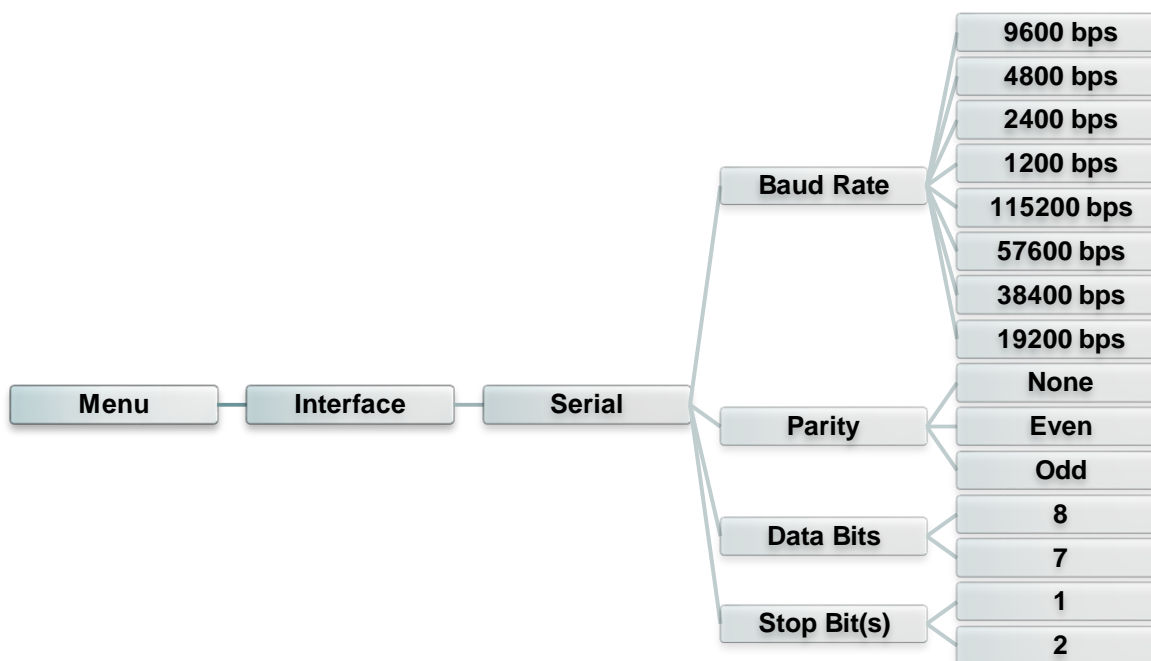 Menu
Interface
Serial
Baud Rate
9600 bps
4800 bps
2400 bps
1200 bps
115200 bps
57600 bps
38400 bps
19200 bps
Parity
None
Even
Odd
Data Bits
8
7
Stop Bit(s)
1
2